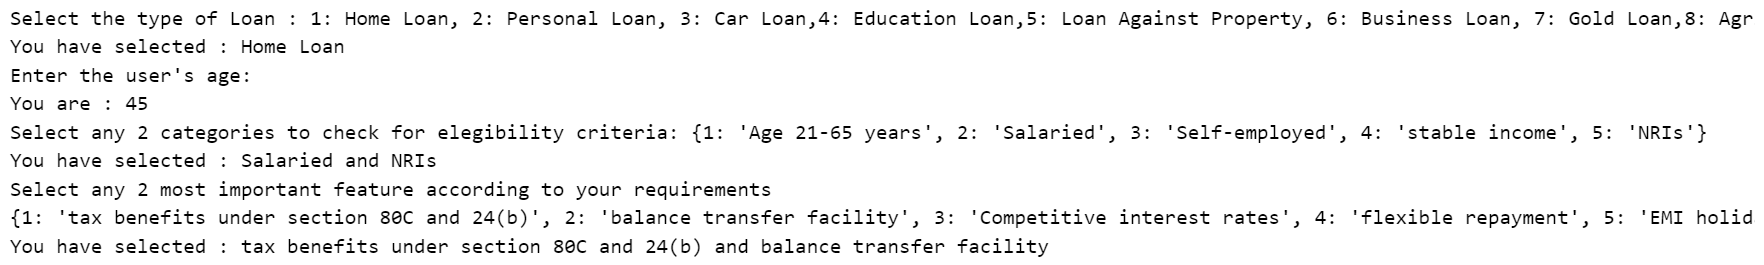 Select the type of Loan : 1: Home Loan, 2: Personal Loan, 3: Car Loan,4: Education Loan,5: Loan Against Property, 6: Business Loan, 7: Gold Loan,8: Agr
You have selected : Home Loan
Enter the user's age:
You are : 45
Select any 2 categories to check for elegibility criteria: {1: 'Age 21-65 years', 2: 'Salaried', 3: 'Self-employed', 4: 'stable income', 5: 'NRIs'}
You have selected : Salaried and NRIs
Select any 2 most important feature according to your requirements
{1: 'tax benefits under section 80C and 24(b)', 2: 'balance transfer facility', 3: 'Competitive interest rates', 4: 'flexible repayment', 5: 'EMI holid
You have selected : tax benefits under section 80C and 24(b) and balance transfer facility